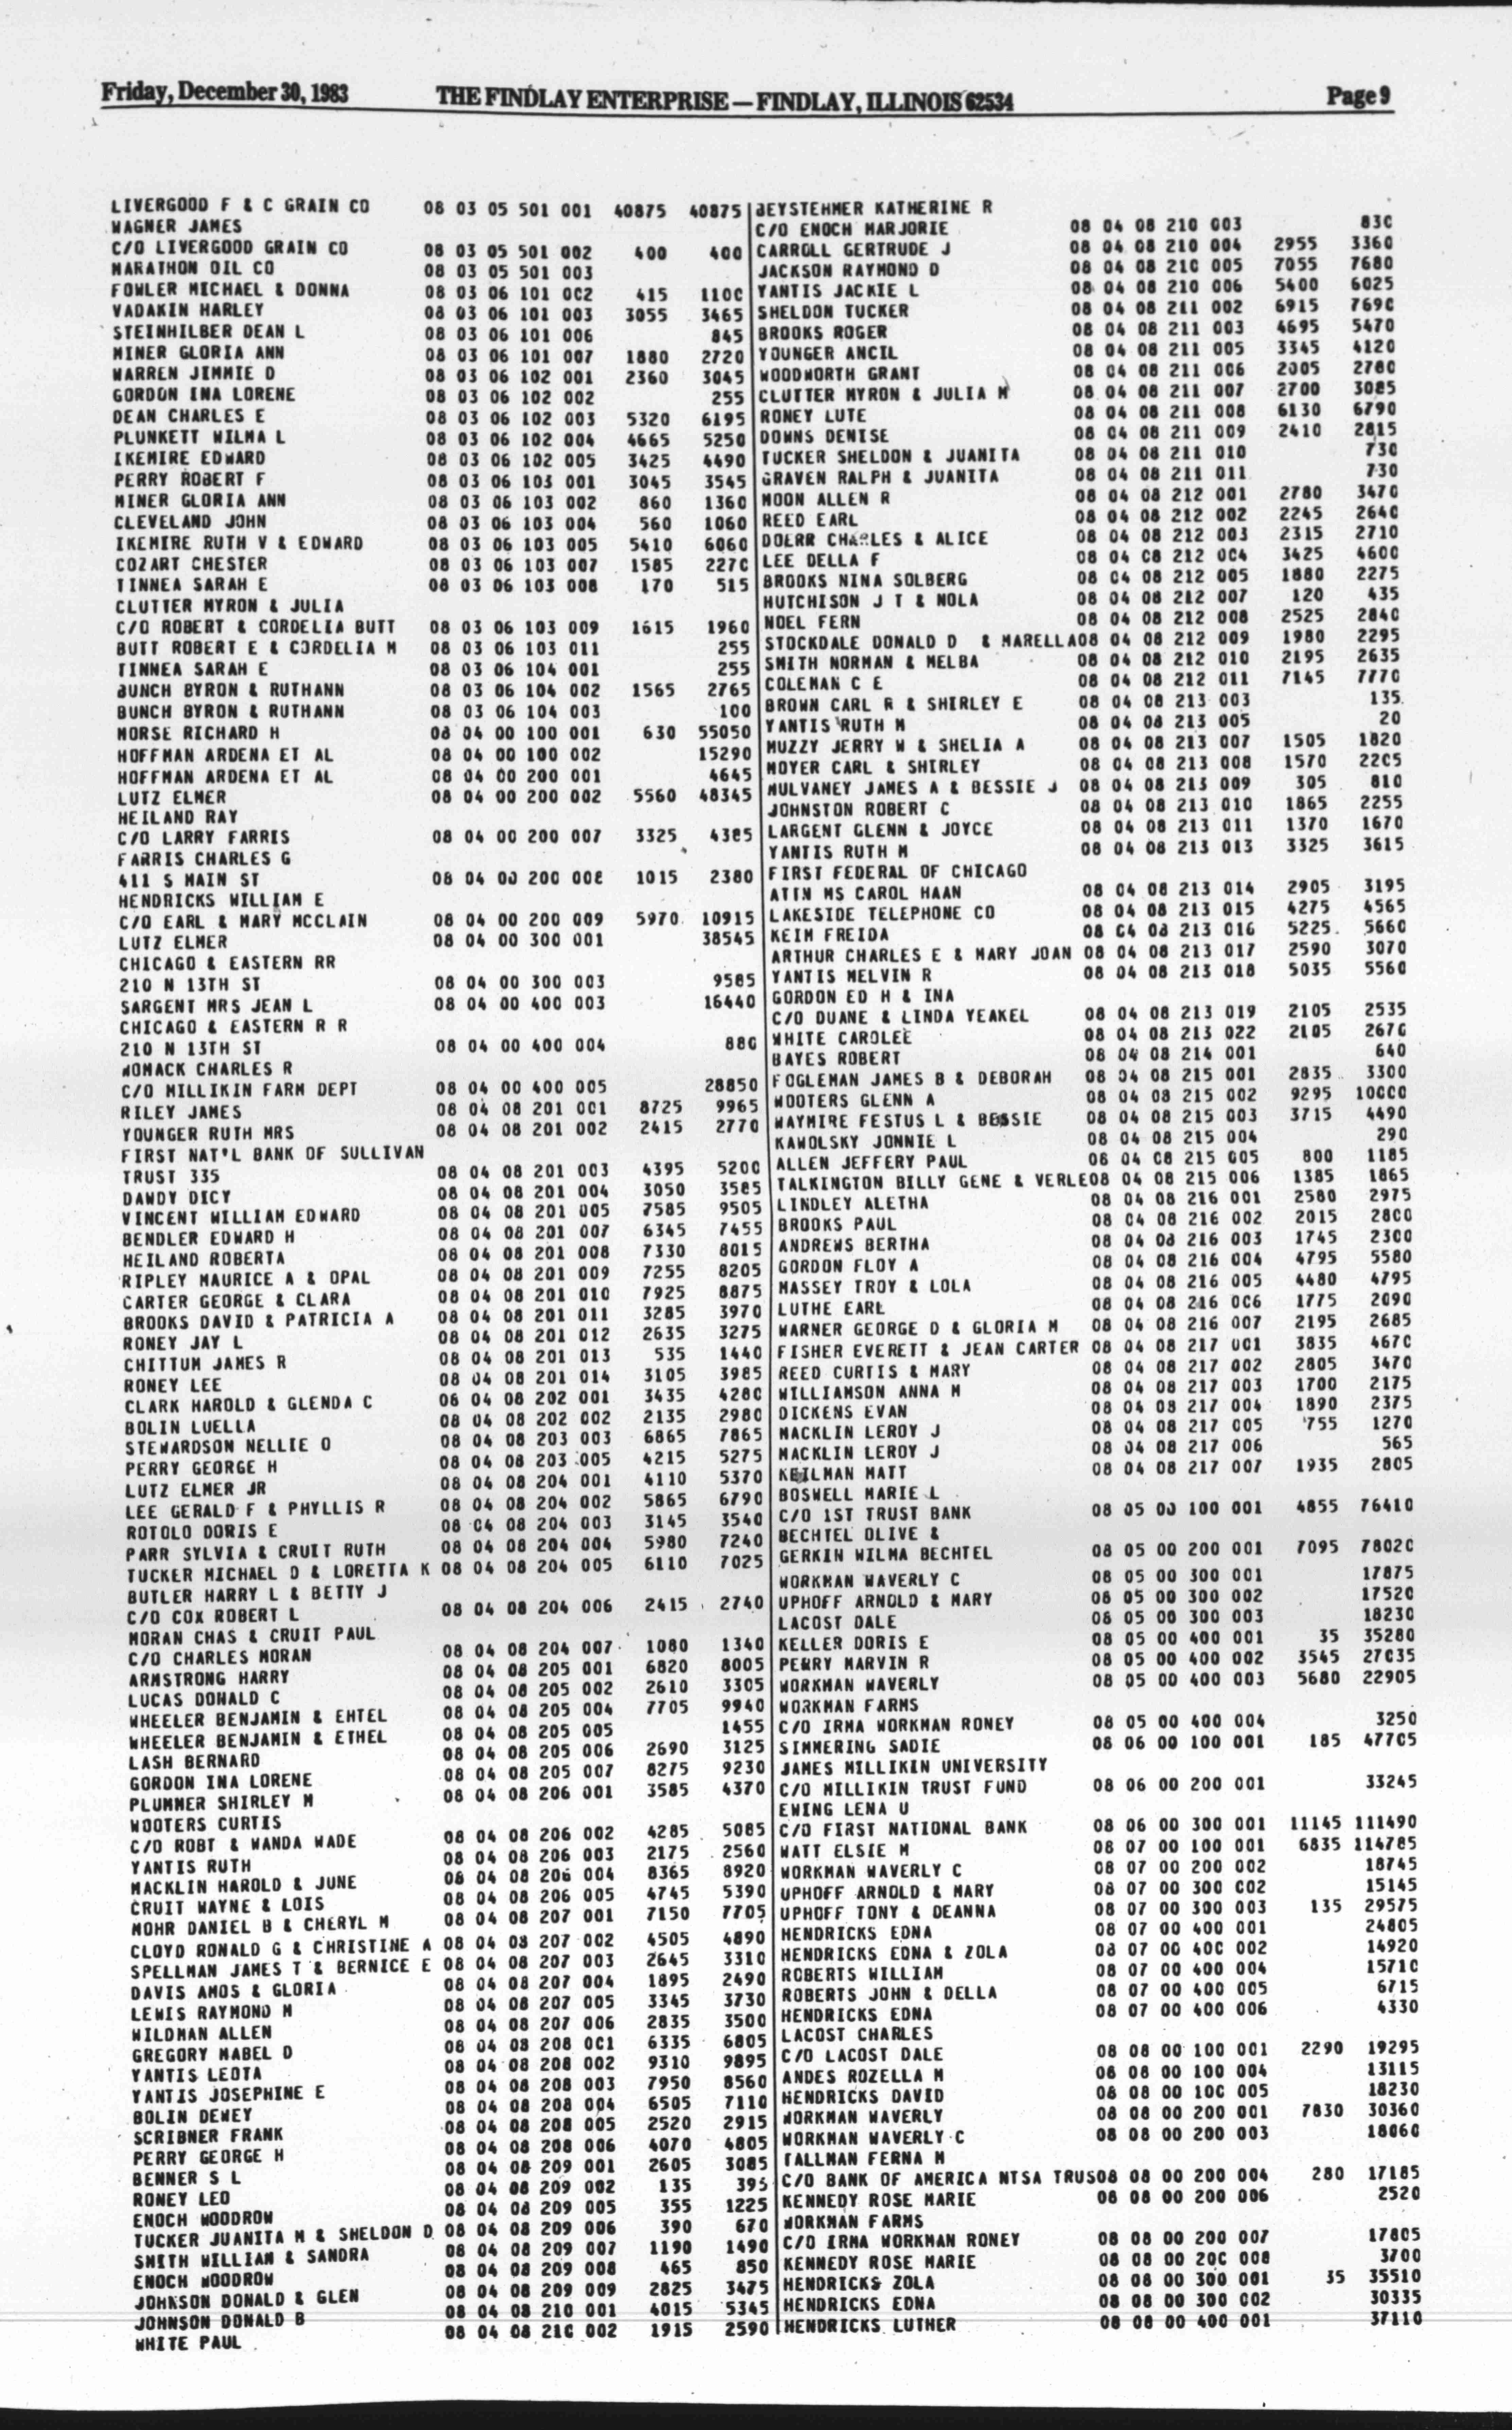 Friday, December 30, 1983 THE FINDLAY ENTERPRISE — FINDLAY, ILLINOIS 62534 Page 9
LIVERGOOD F & C GRAIN CO 08 03 05 501 001 40875 40875
WAGNER JAMES
C/O LIVERGOOD GRAIN CO 08 03 05 501 002 400 400
MARATHON OIL CO 08 03 05 501 003
FOWLER MICHAEL & DONNA 08 03 06 101 002 415 1100
VADAKIN HARLEY 08 03 06 101 003 3055 3465
STEINHILBER DEAN L 08 03 06 101 006 845
MINER GLORIA ANN 08 03 06 101 007 1880 2720
WARREN JIMMIE D 08 03 06 102 001 2360 3045
GORDON INA LORENE 08 03 06 102 002 255
DEAN CHARLES E 08 03 06 102 003 5320 6195
PLUNKETT WILMA L 08 03 06 102 004 4665 5250
IKEMIRE EDWARD 08 03 06 102 005 3425 4490
PERRY ROBERT F 08 03 06 103 001 3045 3545
MINER GLORIA ANN 08 03 06 103 002 860 1360
CLEVELAND JOHN 08 03 06 103 004 560 1060
IKEMIRE RUTH V & EDWARD 08 03 06 103 005 5410 6060
COZART CHESTER 08 03 06 103 007 1585 2270
TINNEA SARAH E 08 03 06 103 008 170 515
CLUTTER MYRON & JULIA
C/O ROBERT & CORDELIA BUTT 08 03 06 103 009 1615 1960
BUTT ROBERT E & CORDELIA M 08 03 06 103 011 255
TINNEA SARAH E 08 03 06 104 001 255
BUNCH BYRON & RUTHANN 08 03 06 104 002 1565 2765
BUNCH BYRON & RUTHANN 08 03 06 104 003 100
MORSE RICHARD H 08 04 00 100 001 630 55050
HOFFMAN ARDENA ET AL 08 04 00 100 002 15290
HOFFMAN ARDENA ET AL 08 04 00 200 001 4645
LUTZ ELMER 08 04 00 200 002 5560 48345
HEILAND RAY
C/O LARRY FARRIS 08 04 00 200 007 3325 4385
FARRIS CHARLES G
411 S MAIN ST 08 04 00 200 008 1015 2380
HENDRICKS WILLIAM E
C/O EARL & MARY MCCLAIN 08 04 00 200 009 5970 10915
LUTZ ELMER 08 04 00 300 001 38545
CHICAGO & EASTERN RR
210 N 13TH ST 08 04 00 300 003 9585
SARGENT MRS JEAN L 08 04 00 400 003 16440
CHICAGO & EASTERN R R
210 N 13TH ST 08 04 00 400 004 880
WOMACK CHARLES R
C/O MILLIKIN FARM DEPT 08 04 00 400 005 28850
RILEY JAMES 08 04 08 201 001 8725 9965
YOUNGER RUTH MRS 08 04 08 201 002 2415 2770
FIRST NAT'L BANK OF SULLIVAN
TRUST 335 08 04 08 201 003 4395 5200
DAWDY DICY 08 04 08 201 004 3050 3585
VINCENT WILLIAM EDWARD 08 04 08 201 005 7585 9505
BENDLER EDWARD H 08 04 08 201 007 6345 7455
HEILAND ROBERTA 08 04 08 201 008 7330 8015
RIPLEY MAURICE A & OPAL 08 04 08 201 009 7255 8205
CARTER GEORGE & CLARA 08 04 08 201 010 7925 8875
BROOKS DAVID & PATRICIA A 08 04 08 201 011 3285 3970
RONEY JAY L 08 04 08 201 012 2635 3275
CHITTUM JAMES R 08 04 08 201 013 535 1440
RONEY LEE 08 04 08 201 014 3105 3985
CLARK HAROLD & GLENDA C 08 04 08 202 001 3435 4280
BOLIN LUELLA 08 04 08 202 002 2135 2980
STEWARDSON NELLIE O 08 04 08 203 003 6865 7865
PERRY GEORGE H 08 04 08 203 005 4215 5275
LUTZ ELMER JR 08 04 08 204 001 4110 5370
LEE GERALD F & PHYLLIS R 08 04 08 204 002 5865 6790
ROTOLO DORIS E 08 04 08 204 003 3145 3540
PARR SYLVIA & CRUIT RUTH 08 04 08 204 004 5980 7240
TUCKER MICHAEL D & LORETTA K 08 04 08 204 005 6110 7025
BUTLER HARRY L & BETTY J
C/O COX ROBERT L 08 04 08 204 006 2415 2740
MORAN CHAS & CRUIT PAUL
C/O CHARLES MORAN 08 04 08 204 007 1080 1340
ARMSTRONG HARRY 08 04 08 205 001 6820 8005
LUCAS DONALD C 08 04 08 205 002 2610 3305
WHEELER BENJAMIN & EHTEL 08 04 08 205 004 7705 9940
WHEELER BENJAMIN & ETHEL 08 04 08 205 005 1455
LASH BERNARD 08 04 08 205 006 2690 3125
GORDON INA LORENE 08 04 08 205 007 8275 9230
PLUMMER SHIRLEY M 08 04 08 206 001 3585 4370
WOOTERS CURTIS
C/O ROBT & WANDA WADE 08 04 08 206 002 4285 5085
YANTIS RUTH 08 04 08 206 003 2175 2560
MACKLIN HAROLD & JUNE 08 04 08 206 004 8365 8920
CRUIT WAYNE & LOIS 08 04 08 206 005 4745 5390
MOHR DANIEL B & CHERYL M 08 04 08 207 001 7150 7705
CLOYD RONALD G & CHRISTINE A 08 04 08 207 002 4505 4890
SPELLMAN JAMES T & BERNICE E 08 04 08 207 003 2645 3310
DAVIS AMOS & GLORIA 08 04 08 207 004 1895 2490
LEWIS RAYMOND M 08 04 08 207 005 3345 3730
WILDMAN ALLEN 08 04 08 207 006 2835 3500
GREGORY MABEL D 08 04 08 208 001 6335 6805
YANTIS LEOTA 08 04 08 208 002 9310 9895
YANTIS JOSEPHINE E 08 04 08 208 003 7950 8560
BOLIN DEWEY 08 04 08 208 004 6505 7110
SCRIBNER FRANK 08 04 08 208 005 2520 2915
PERRY GEORGE H 08 04 08 208 006 4070 4805
BENNER S L 08 04 08 209 001 2605 3085
RONEY LEO 08 04 08 209 002 135 395
ENOCH WOODROW 08 04 08 209 005 355 1225
TUCKER JUANITA M & SHELDON D 08 04 08 209 006 390 670
SMITH WILLIAM & SANDRA 08 04 08 209 007 1190 1490
ENOCH WOODROW 08 04 08 209 008 465 850
JOHNSON DONALD & GLEN 08 04 08 209 009 2825 3475
JOHNSON DONALD B 08 04 08 210 001 4015 5345
WHITE PAUL 08 04 08 210 002 1915 2590
BEYSTEHMER KATHERINE R
C/O ENOCH MARJORIE 08 04 08 210 003 830
CARROLL GERTRUDE J 08 04 08 210 004 2955 3360
JACKSON RAYMOND D 08 04 08 210 005 7055 7680
YANTIS JACKIE L 08 04 08 210 006 5400 6025
SHELDON TUCKER 08 04 08 211 002 6915 7690
BROOKS ROGER 08 04 08 211 003 4695 5470
YOUNGER ANCIL 08 04 08 211 005 3345 4120
WOODWORTH GRANT 08 04 08 211 006 2005 2780
CLUTTER MYRON & JULIA M 08 04 08 211 007 2700 3085
RONEY LUTE 08 04 08 211 008 6130 6790
DOWNS DENISE 08 04 08 211 009 2410 2815
TUCKER SHELDON & JUANITA 08 04 08 211 010 730
GRAVEN RALPH & JUANITA 08 04 08 211 011 730
MOON ALLEN R 08 04 08 212 001 2780 3470
REED EARL 08 04 08 212 002 2245 2640
DOERR CHARLES & ALICE 08 04 08 212 003 2315 2710
LEE DELLA F 08 04 08 212 004 3425 4600
BROOKS NINA SOLBERG 08 04 08 212 005 1880 2275
HUTCHISON J T & NOLA 08 04 08 212 007 120 435
NOEL FERN 08 04 08 212 008 2525 2840
STOCKDALE DONALD D & MARELLA08 04 08 212 009 1980 2295
SMITH NORMAN & MELBA 08 04 08 212 010 2195 2635
COLEMAN C E 08 04 08 212 011 7145 7770
BROWN CARL R & SHIRLEY E 08 04 08 213 003 135
YANTIS RUTH M 08 04 08 213 005 20
MUZZY JERRY W & SHELIA A 08 04 08 213 007 1505 1820
MOYER CARL & SHIRLEY 08 04 08 213 008 1570 2205
MULVANEY JAMES A & BESSIE J 08 04 08 213 009 305 810
JOHNSTON ROBERT C 08 04 08 213 010 1865 2255
LARGENT GLENN & JOYCE 08 04 08 213 011 1370 1670
YANTIS RUTH M 08 04 08 213 013 3325 3615
FIRST FEDERAL OF CHICAGO
ATTN MS CAROL HAAN 08 04 08 213 014 2905 3195
LAKESIDE TELEPHONE CO 08 04 08 213 015 4275 4565
KEIM FREIDA 08 04 08 213 016 5225 5660
ARTHUR CHARLES E & MARY JOAN 08 04 08 213 017 2590 3070
YANTIS MELVIN R 08 04 08 213 018 5035 5560
GORDON ED H & INA
C/O DUANE & LINDA YEAKEL 08 04 08 213 019 2105 2535
WHITE CAROLEE 08 04 08 213 022 2105 2670
BAYES ROBERT 08 04 08 214 001 640
FOGLEMAN JAMES B & DEBORAH 08 04 08 215 001 2835 3300
WOOTERS GLENN A 08 04 08 215 002 9295 10000
WAYMIRE FESTUS L & BESSIE 08 04 08 215 003 3715 4490
KAWOLSKY JONNIE L 08 04 08 215 004 290
ALLEN JEFFERY PAUL 08 04 08 215 005 800 1185
TALKINGTON BILLY GENE & VERLE08 04 08 215 006 1385 1865
LINDLEY ALETHA 08 04 08 216 001 2580 2975
BROOKS PAUL 08 04 08 216 002 2015 2800
ANDREWS BERTHA 08 04 08 216 003 1745 2300
GORDON FLOY A 08 04 08 216 004 4795 5580
MASSEY TROY & LOLA 08 04 08 216 005 4480 4795
LUTHE EARL 08 04 08 216 006 1775 2090
WARNER GEORGE D & GLORIA M 08 04 08 216 007 2195 2685
FISHER EVERETT & JEAN CARTER 08 04 08 217 001 3835 4670
REED CURTIS & MARY 08 04 08 217 002 2805 3470
WILLIAMSON ANNA M 08 04 08 217 003 1700 2175
DICKENS EVAN 08 04 08 217 004 1890 2375
MACKLIN LEROY J 08 04 08 217 005 755 1270
MACKLIN LEROY J 08 04 08 217 006 565
KEILMAN MATT 08 04 08 217 007 1935 2805
BOSWELL MARIE L
C/O 1ST TRUST BANK 08 05 00 100 001 4855 76410
BECHTEL OLIVE &
GERKIN WILMA BECHTEL 08 05 00 200 001 7095 78020
WORKMAN WAVERLY C 08 05 00 300 001 17875
UPHOFF ARNOLD & MARY 08 05 00 300 002 17520
LACOST DALE 08 05 00 300 003 18230
KELLER DORIS E 08 05 00 400 001 35 35280
PERRY MARVIN R 08 05 00 400 002 3545 27035
WORKMAN WAVERLY 08 05 00 400 003 5680 22905
WORKMAN FARMS
C/O IRMA WORKMAN RONEY 08 05 00 400 004 3250
SIMMERING SADIE 08 06 00 100 001 185 47705
JAMES MILLIKIN UNIVERSITY
C/O MILLIKIN TRUST FUND 08 06 00 200 001 33245
EWING LENA U
C/O FIRST NATIONAL BANK 08 06 00 300 001 11145 111490
WATT ELSIE M 08 07 00 100 001 6835 114785
WORKMAN WAVERLY C 08 07 00 200 002 18745
UPHOFF ARNOLD & MARY 08 07 00 300 002 15145
UPHOFF TONY & DEANNA 08 07 00 300 003 135 29575
HENDRICKS EDNA 08 07 00 400 001 24805
HENDRICKS EDNA & ZOLA 08 07 00 400 002 14920
ROBERTS WILLIAM 08 07 00 400 004 15710
ROBERTS JOHN & DELLA 08 07 00 400 005 6715
HENDRICKS EDNA 08 07 00 400 006 4330
LACOST CHARLES
C/O LACOST DALE 08 08 00 100 001 2290 19295
ANDES ROZELLA M 08 08 00 100 004 13115
HENDRICKS DAVID 08 08 00 100 005 18230
WORKMAN WAVERLY 08 08 00 200 001 7830 30360
WORKMAN WAVERLY C 08 08 00 200 003 18060
TALLMAN FERNA M
C/O BANK OF AMERICA NTSA TRUS08 08 00 200 004 280 17185
KENNEDY ROSE MARIE 08 08 00 200 006 2520
WORKMAN FARMS
C/O IRMA WORKMAN RONEY 08 08 00 200 007 17805
KENNEDY ROSE MARIE 08 08 00 200 008 3700
HENDRICKS ZOLA 08 08 00 300 001 35 35510
HENDRICKS EDNA 08 08 00 300 002 30335
HENDRICKS LUTHER 08 08 00 400 001 37110